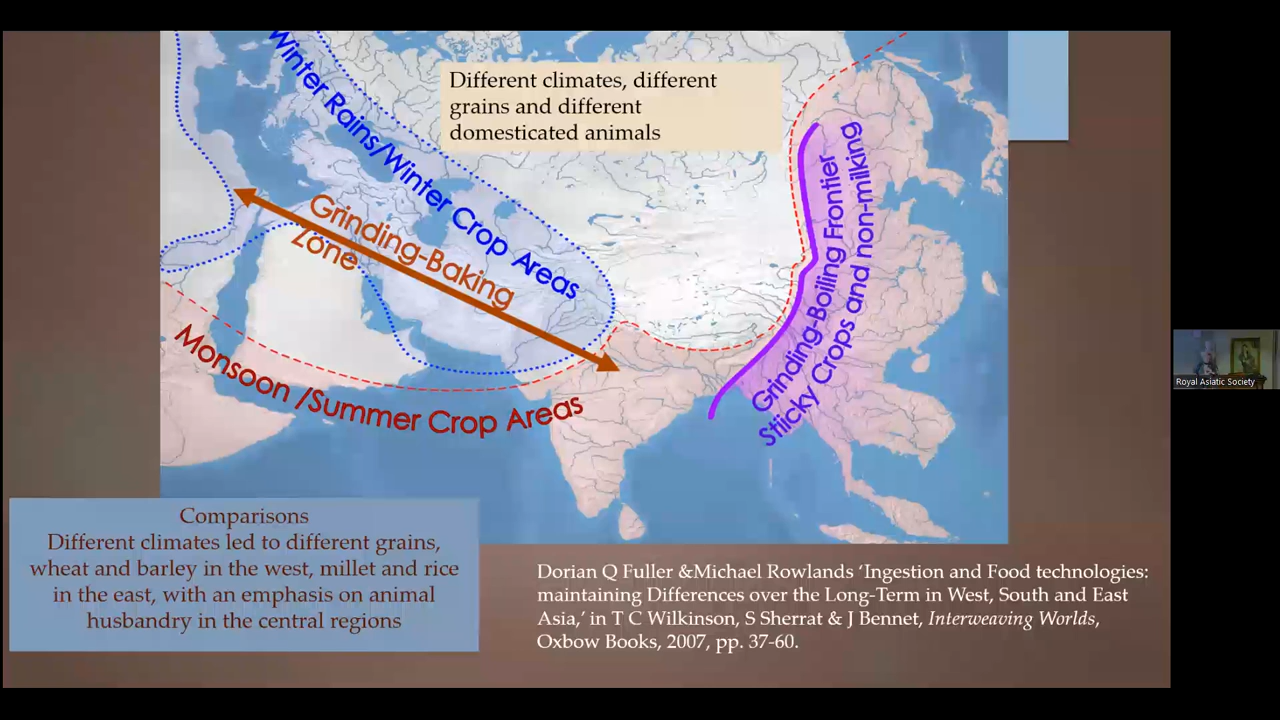 Different climates, different
grains and different
domesticated animals
Winter Rains/Winter Crop Areas
Grinding-Baking
Zone
Monsoon /Summer Crop Areas
Grinding-Boiling Frontier
Stiicky Crops and non-milking
Comparisons
Different climates led to different grains,
wheat and barley in the west, millet and rice
in the east, with an emphasis on animal
husbandry in the central regions
Dorian Q Fuller &Michael Rowlands ‘Ingestion and Food technologies:
maintaining Differences over the Long-Term in West, South and East
Asia,’ in T C Wilkinson, S Sherrat & J Bennet, Interweaving Worlds,
Oxbow Books, 2007, pp. 37-60.
Royal Asiatic Society